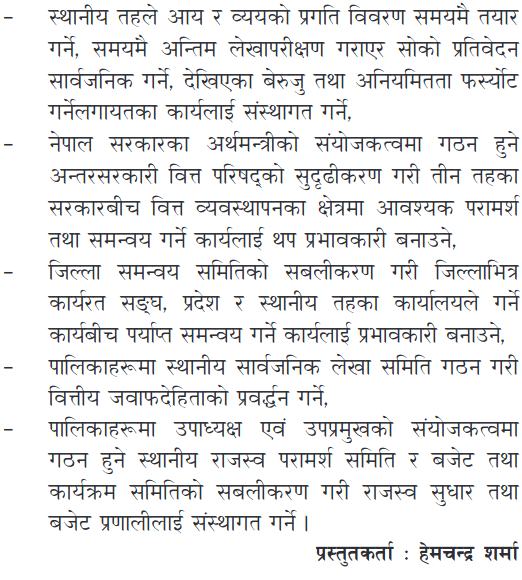 – स्थानीय तहले आय र व्ययको प्रगति विवरण समयमै तयार
गर्ने, समयमै अन्तिम लेखापरीक्षण गराएर सोको प्रतिवेदन
सार्वजनिक गर्ने, देखिएका बेरुजु तथा अनियमितता फर्स्योट
गर्नेलगायतका कार्यलाई संस्थागत गर्ने,
– नेपाल सरकारका अर्थमन्त्रीको संयोजकत्वमा गठन हुने
अन्तरसरकारी वित्त परिषद्को सुदृढीकरण गरी तीन तहका
सरकारबीच वित्त व्यवस्थापनका क्षेत्रमा आवश्यक परामर्श
तथा समन्वय गर्ने कार्यलाई थप प्रभावकारी बनाउने,
– जिल्ला समन्वय समितिको सबलीकरण गरी जिल्लाभित्र
कार्यरत सङ्घ, प्रदेश र स्थानीय तहका कार्यालयले गर्ने
कार्यबीच पर्याप्त समन्वय गर्ने कार्यलाई प्रभावकारी बनाउने,
– पालिकाहरूमा स्थानीय सार्वजनिक लेखा समिति गठन गरी
वित्तीय जवाफदेहिताको प्रवर्द्धन गर्ने,
– पालिकाहरूमा उपाध्यक्ष एवं उपप्रमुखको संयोजकत्वमा
गठन हुने स्थानीय राजस्व परामर्श समिति र बजेट तथा
कार्यक्रम समितिको सबलीकरण गरी राजस्व सुधार तथा
बजेट प्रणालीलाई संस्थागत गर्ने ।
प्रस्तुतकर्ता : हेमचन्द्र शर्मा